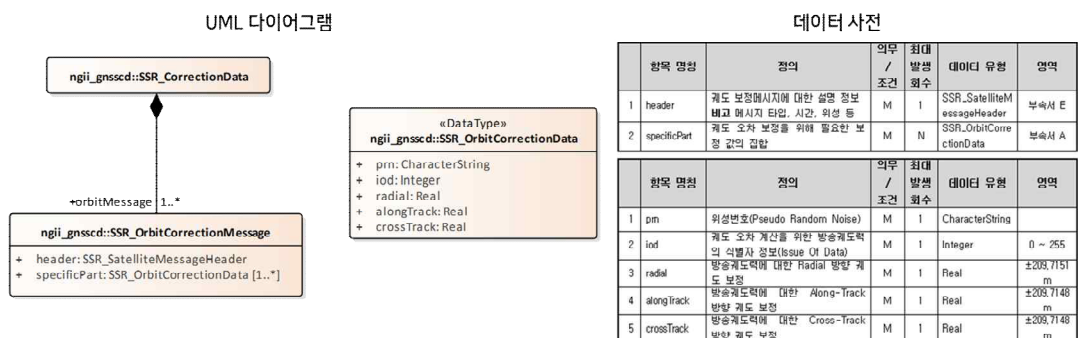 UML 다이어그램
ngii_gnsscd::SSR_CorrectionData
+orbitMessage 1..*
ngii_gnsscd::SSR_OrbitCorrectionMessage
+ header: SSR_SatelliteMessageHeader
+ specificPart: SSR_OrbitCorrectionData [1..*]
«DataType»
ngii_gnsscd::SSR_OrbitCorrectionData
+ prn: CharacterString
+ iod: Integer
+ radial: Real
+ alongTrack: Real
+ crossTrack: Real
데이터 사전
항목 명칭 정의 의무 / 조건 최대 발생 회수 데이터 유형 영역
1 header 궤도 보정메시지에 대한 설명 정보 M 1 SSR_SatelliteM 부속서 E
비고 메시지 타입, 시간, 위성 등 essageHeader
2 specificPart 궤도 오차 보정을 위해 필요한 보 M N SSR_OrbitCorre 부속서 A
정 값의 집합 ctionData
항목 명칭 정의 의무 / 조건 최대 발생 회수 데이터 유형 영역
1 prn 위성번호(Pseudo Random Noise) M 1 CharacterString
2 iod 궤도 오차 계산을 위한 방송궤도력 M 1 Integer 0 ~ 255
의 식별자 정보(Issue Of Data)
3 radial 방송궤도력에 대한 Radial 방향 궤 M 1 Real ±209.7151
도 보정 m
4 alongTrack 방송궤도력에 대한 Along-Track M 1 Real ±209.7148
방향 궤도 보정 m
5 crossTrack 방송궤도력에 대한 Cross-Track M 1 Real ±209.7148
방향 궤도 보정 m